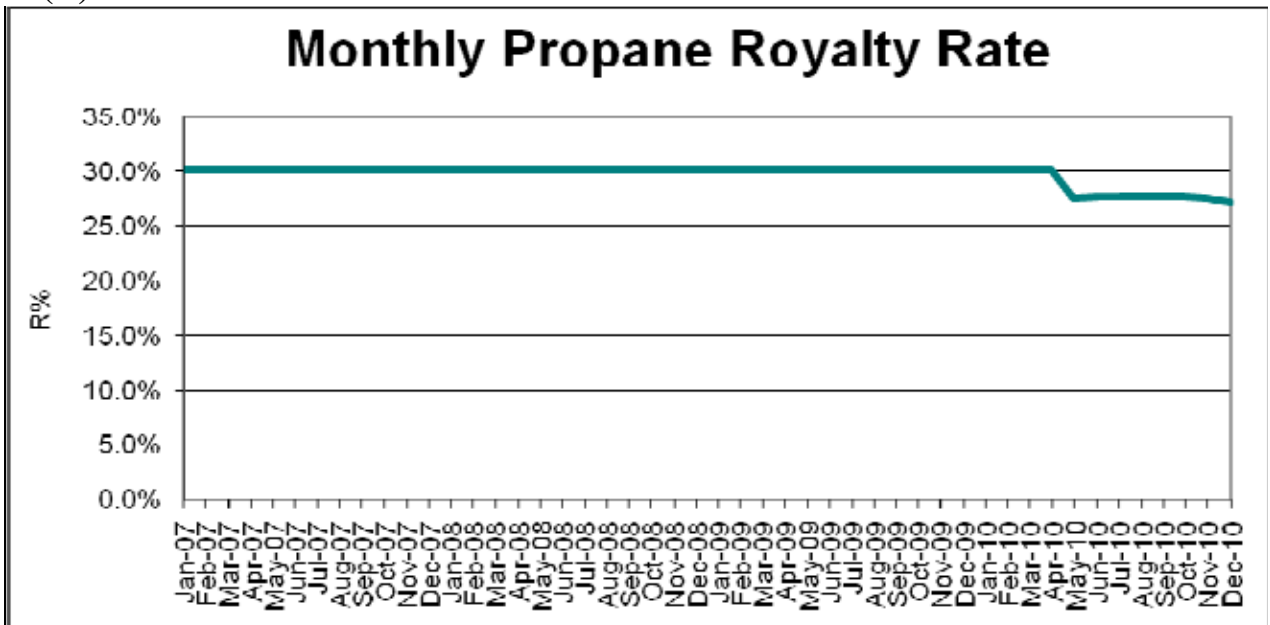 Monthly Propane Royalty Rate
35.0%
30.0%
25.0%
20.0%
15.0%
10.0%
5.0%
0.0%
R%
Jan-07
Feb-07
Mar-07
Apr-07
May-07
Jun-07
Jul-07
Aug-07
Sep-07
Oct-07
Nov-07
Dec-07
Jan-08
Feb-08
Mar-08
Apr-08
May-08
Jun-08
Jul-08
Aug-08
Sep-08
Oct-08
Nov-08
Dec-08
Jan-09
Feb-09
Mar-09
Apr-09
May-09
Jun-09
Jul-09
Aug-09
Sep-09
Oct-09
Nov-09
Dec-09
Jan-10
Feb-10
Mar-10
Apr-10
May-10
Jun-10
Jul-10
Aug-10
Sep-10
Oct-10
Nov-10
Dec-10